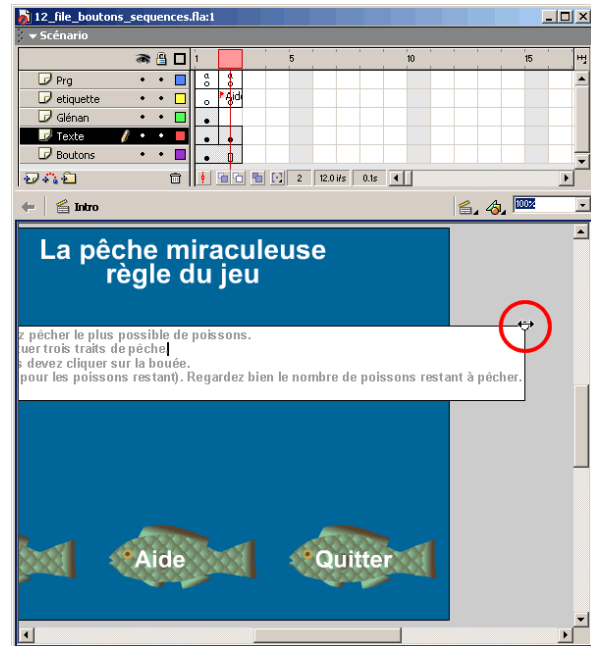 12_file_boutons_sequences.fla:1
Scénario
1 5 10 15
Prg
etiquette
Aid
Glénan
Texte
Boutons
2 12.0 i/s 0.1s
Intro 100%
La pêche miraculeuse
règle du jeu
z pêcher le plus possible de poissons.
tuer trois traits de pêche
s devez cliquer sur la bouée.
pour les poissons restant). Regardez bien le nombre de poissons restant à pêcher.
Aide Quitter